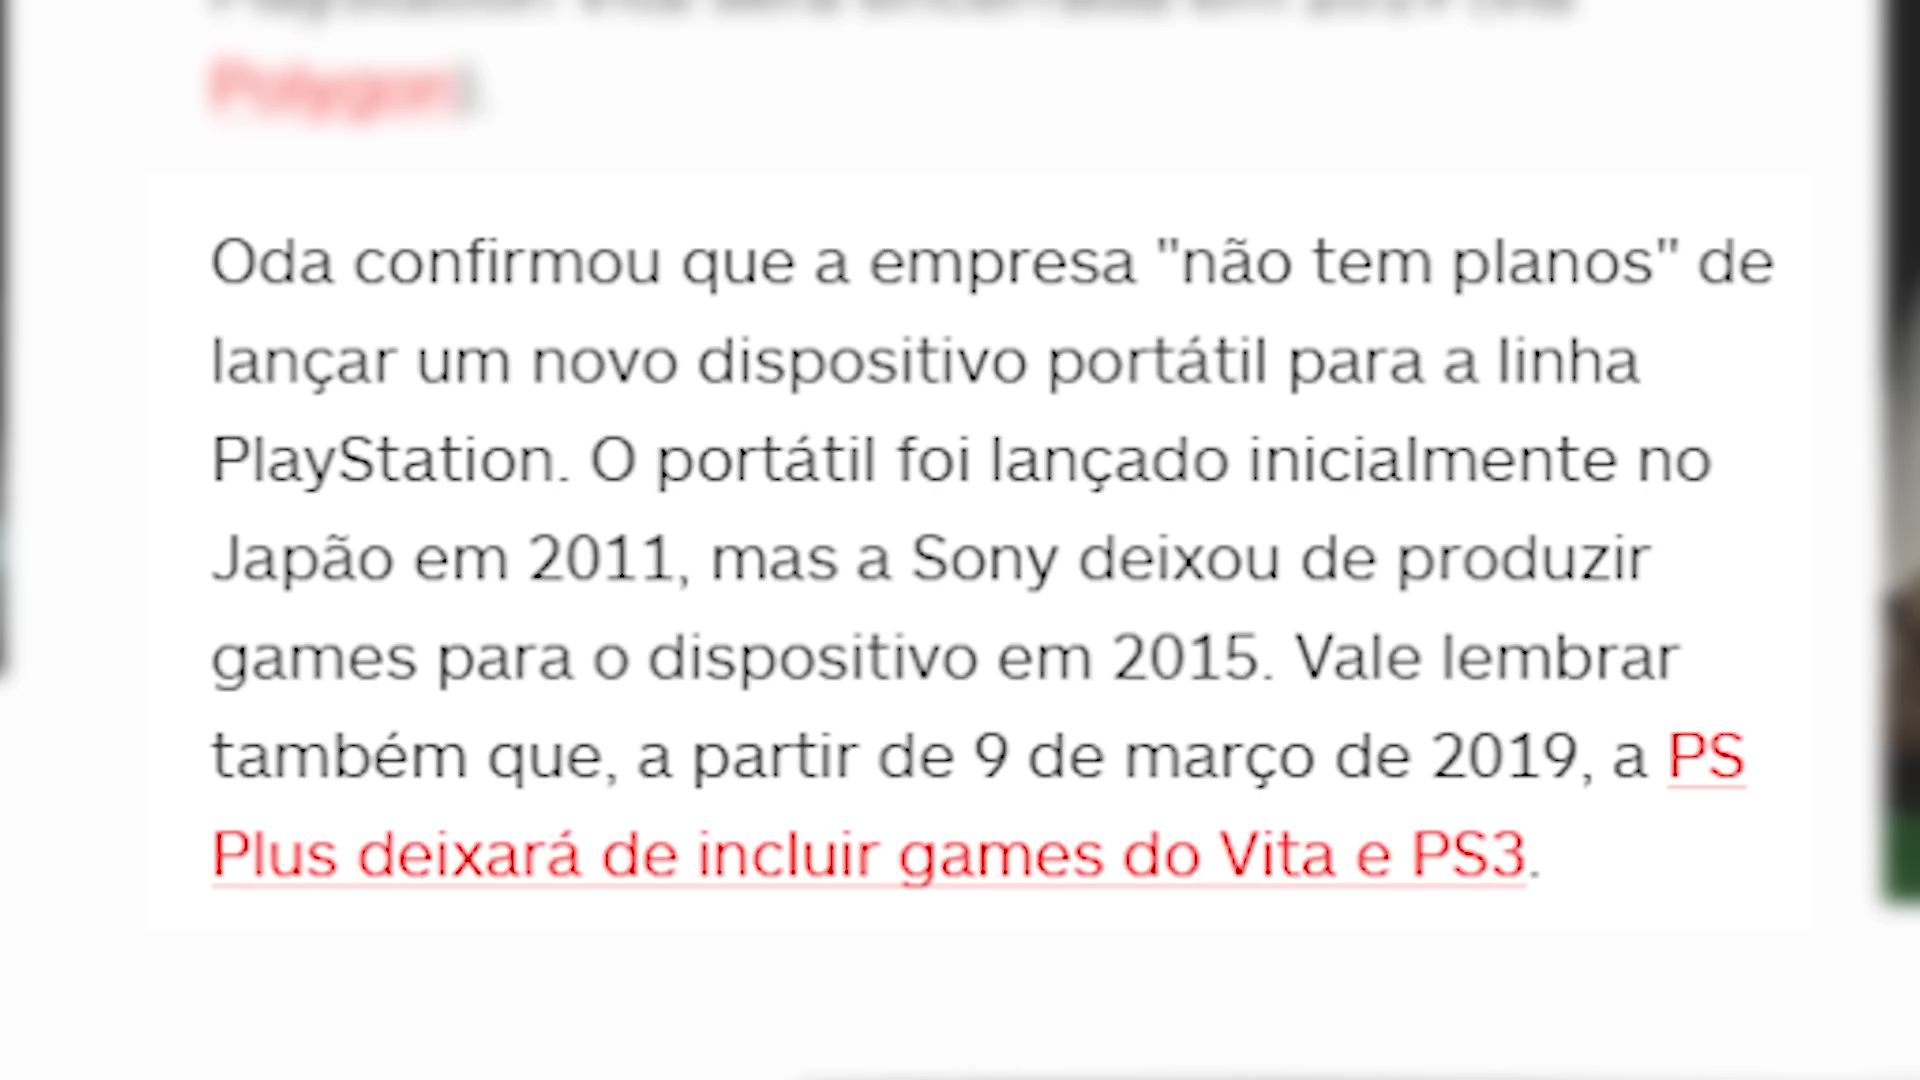 Polygon).
Oda confirmou que a empresa "não tem planos" de
lançar um novo dispositivo portátil para a linha
PlayStation. O portátil foi lançado inicialmente no
Japão em 2011, mas a Sony deixou de produzir
games para o dispositivo em 2015. Vale lembrar
também que, a partir de 9 de março de 2019, a PS
Plus deixará de incluir games do Vita e PS3.